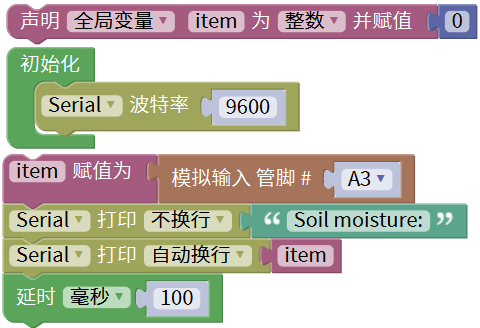 声明 全局变量 item 为 整数 并赋值 0
初始化
Serial 波特率 9600
item 赋值为 模拟输入 管脚 # A3
Serial 打印 不换行 “ Soil moisture: ”
Serial 打印 自动换行 item
延时 毫秒 100